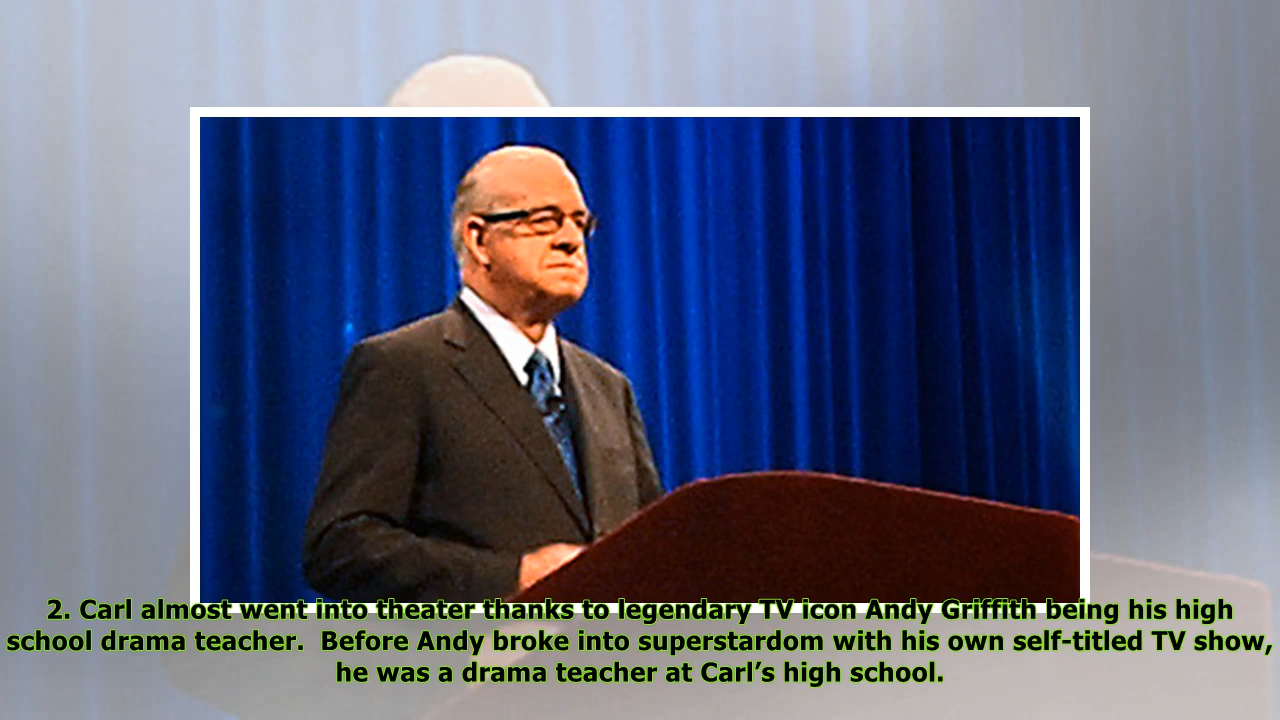 2. Carl almost went into theater thanks to legendary TV icon Andy Griffith being his high
school drama teacher.  Before Andy broke into superstardom with his own self-titled TV show,
he was a drama teacher at Carl’s high school.